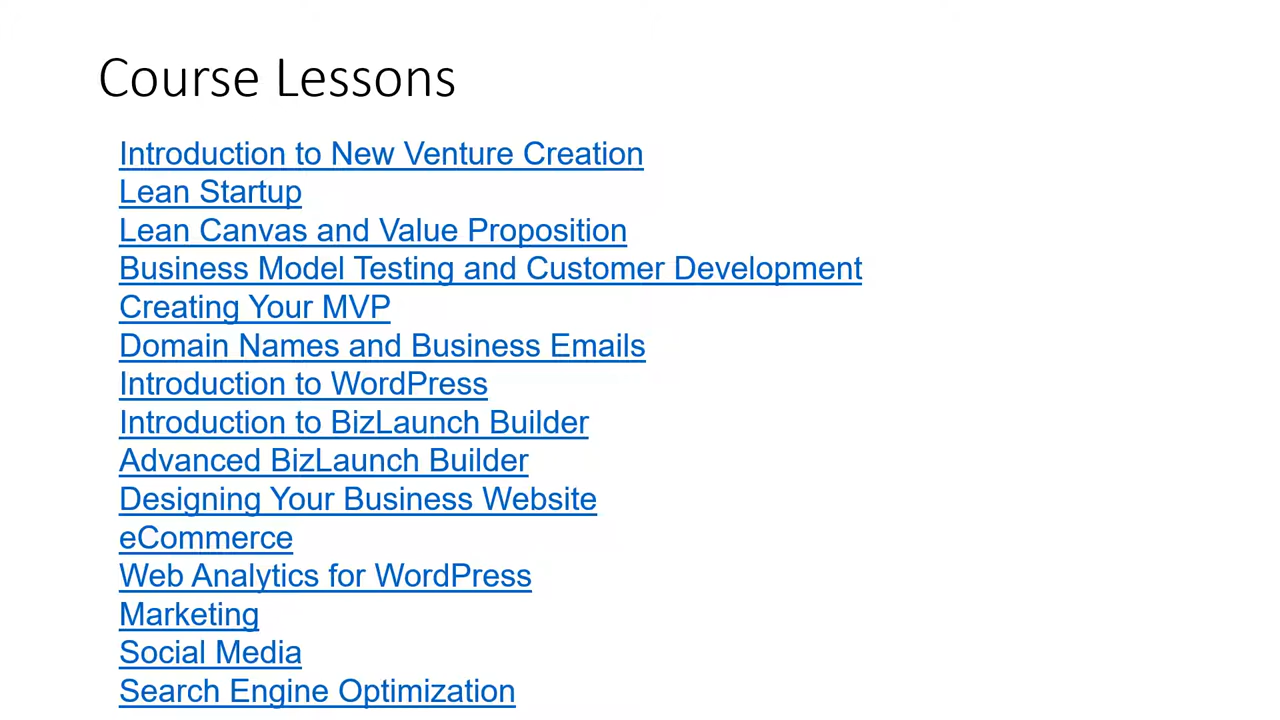 Course Lessons
Introduction to New Venture Creation
Lean Startup
Lean Canvas and Value Proposition
Business Model Testing and Customer Development
Creating Your MVP
Domain Names and Business Emails
Introduction to WordPress
Introduction to BizLaunch Builder
Advanced BizLaunch Builder
Designing Your Business Website
eCommerce
Web Analytics for WordPress
Marketing
Social Media
Search Engine Optimization